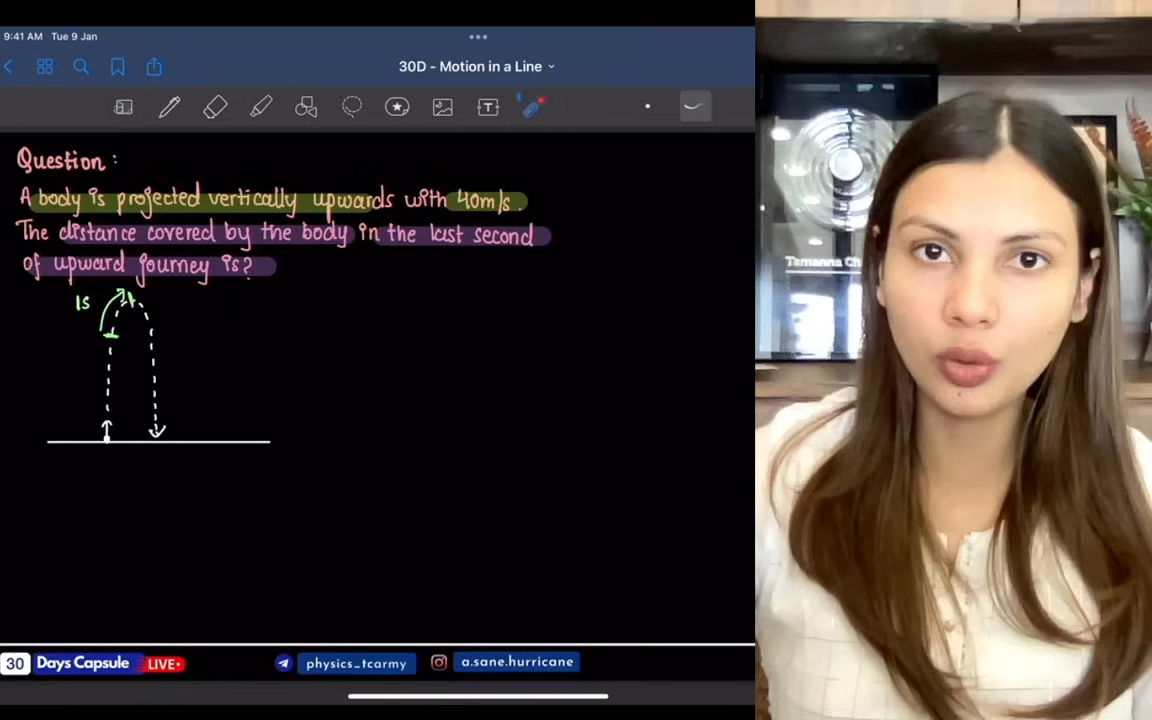 9:41 AM Tue 9 Jan
30D - Motion in a Line
T
Question :
A body is projected vertically upwards with 40m/s.
The distance covered by the body in the last second
of upward journey is?
1s
Tamanna Ch
30 Days Capsule LIVE
physics_tcarmy
a.sane.hurricane